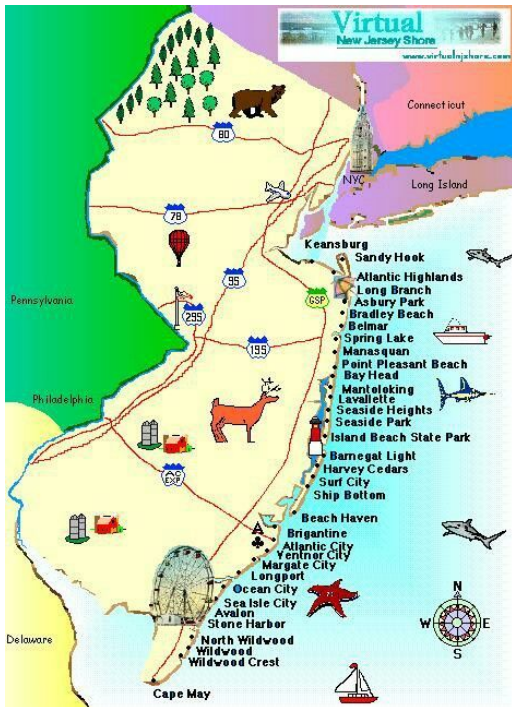 Virtual
New Jersey Shore
www.virtualnjshore.com
Connecticut
80
NYC
Long Island
78
Keansburg
Sandy Hook
95
Atlantic Highlands
Long Branch
GSP
Asbury Park
Pennsylvania
295
Bradley Beach
Belmar
Spring Lake
195
Manasquan
Point Pleasant Beach
Bay Head
Mantoloking
Philadelphia
Lavallette
Seaside Heights
Seaside Park
Island Beach State Park
Barnegat Light
AC
EXP
Harvey Cedars
Surf City
Ship Bottom
Beach Haven
A
Brigantine
Atlantic City
Ventnor City
Margate City
Longport
Ocean City
Sea Isle City
Avalon
Stone Harbor
N
W
E
S
Delaware
North Wildwood
Wildwood
Wildwood Crest
Cape May